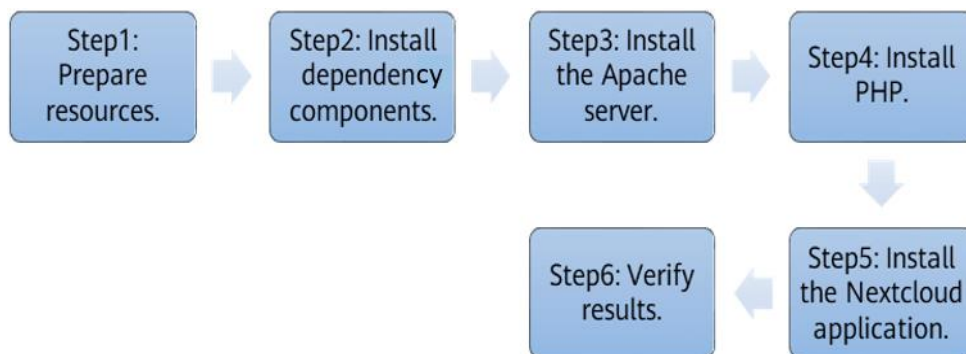 Step1:
Prepare
resources.
Step2: Install
dependency
components.
Step3: Install
the Apache
server.
Step4: Install
PHP.
Step5: Install
the Nextcloud
application.
Step6: Verify
results.